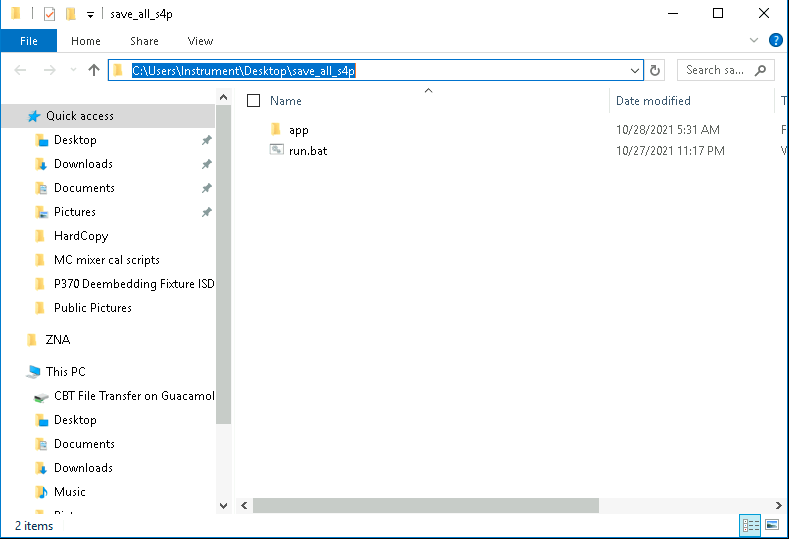 save_all_s4p
File Home Share View
C:\Users\Instrument\Desktop\save_all_s4p Search sa...
Name Date modified T
Quick access
Desktop
Downloads
Documents
Pictures
HardCopy
MC mixer cal scripts
P370 Deembedding Fixture ISD
Public Pictures
ZNA
This PC
CBT File Transfer on Guacamol
Desktop
Documents
Downloads
Music
app 10/28/2021 5:31 AM F
run.bat 10/27/2021 11:17 PM
2 items